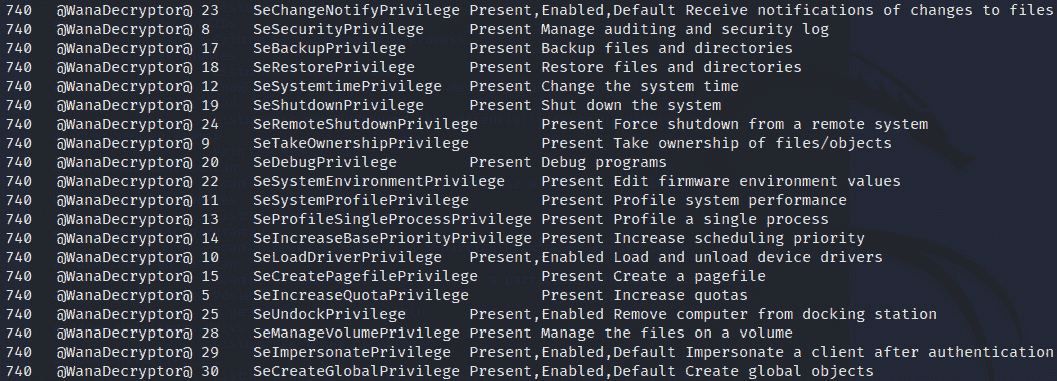 740 @WanaDecryptor@ 23 SeChangeNotifyPrivilege Present,Enabled,Default Receive notifications of changes to files
740 @WanaDecryptor@ 8 SeSecurityPrivilege Present Manage auditing and security log
740 @WanaDecryptor@ 17 SeBackupPrivilege Present Backup files and directories
740 @WanaDecryptor@ 18 SeRestorePrivilege Present Restore files and directories
740 @WanaDecryptor@ 12 SeSystemtimePrivilege Present Change the system time
740 @WanaDecryptor@ 19 SeShutdownPrivilege Present Shut down the system
740 @WanaDecryptor@ 24 SeRemoteShutdownPrivilege Present Force shutdown from a remote system
740 @WanaDecryptor@ 9 SeTakeOwnershipPrivilege Present Take ownership of files/objects
740 @WanaDecryptor@ 20 SeDebugPrivilege Present Debug programs
740 @WanaDecryptor@ 22 SeSystemEnvironmentPrivilege Present Edit firmware environment values
740 @WanaDecryptor@ 11 SeSystemProfilePrivilege Present Profile system performance
740 @WanaDecryptor@ 13 SeProfileSingleProcessPrivilege Present Profile a single process
740 @WanaDecryptor@ 14 SeIncreaseBasePriorityPrivilege Present Increase scheduling priority
740 @WanaDecryptor@ 10 SeLoadDriverPrivilege Present,Enabled Load and unload device drivers
740 @WanaDecryptor@ 15 SeCreatePagefilePrivilege Present Create a pagefile
740 @WanaDecryptor@ 5 SeIncreaseQuotaPrivilege Present Increase quotas
740 @WanaDecryptor@ 25 SeUndockPrivilege Present,Enabled Remove computer from docking station
740 @WanaDecryptor@ 28 SeManageVolumePrivilege Present Manage the files on a volume
740 @WanaDecryptor@ 29 SeImpersonatePrivilege Present,Enabled,Default Impersonate a client after authentication
740 @WanaDecryptor@ 30 SeCreateGlobalPrivilege Present,Enabled,Default Create global objects